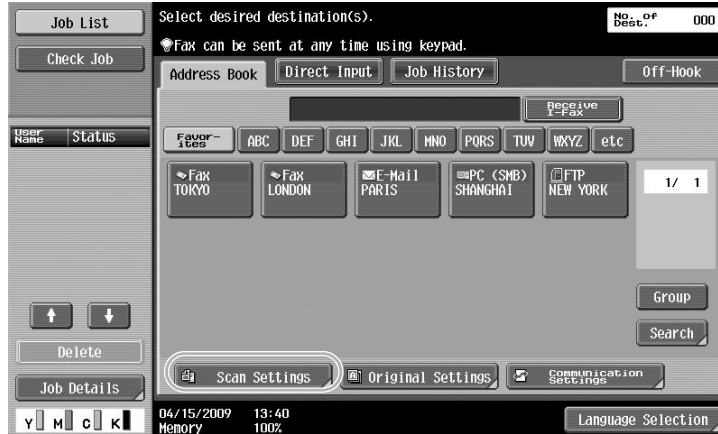 Job List
Check Job
User Name
Status
Delete
Job Details
Y M C K
Select desired destination(s).
Fax can be sent at any time using keypad.
No. of Dest. 000
Address Book
Direct Input
Job History
Off-Hook
Receive I-Fax
Favor-ites
ABC
DEF
GHI
JKL
MNO
PQRS
TUV
WXYZ
etc
Fax
TOKYO
Fax
LONDON
E-Mail
PARIS
PC (SMB)
SHANGHAI
FTP
NEW YORK
1/ 1
Group
Search
Scan Settings
Original Settings
Communication Settings
04/15/2009 13:40
Memory 100%
Language Selection